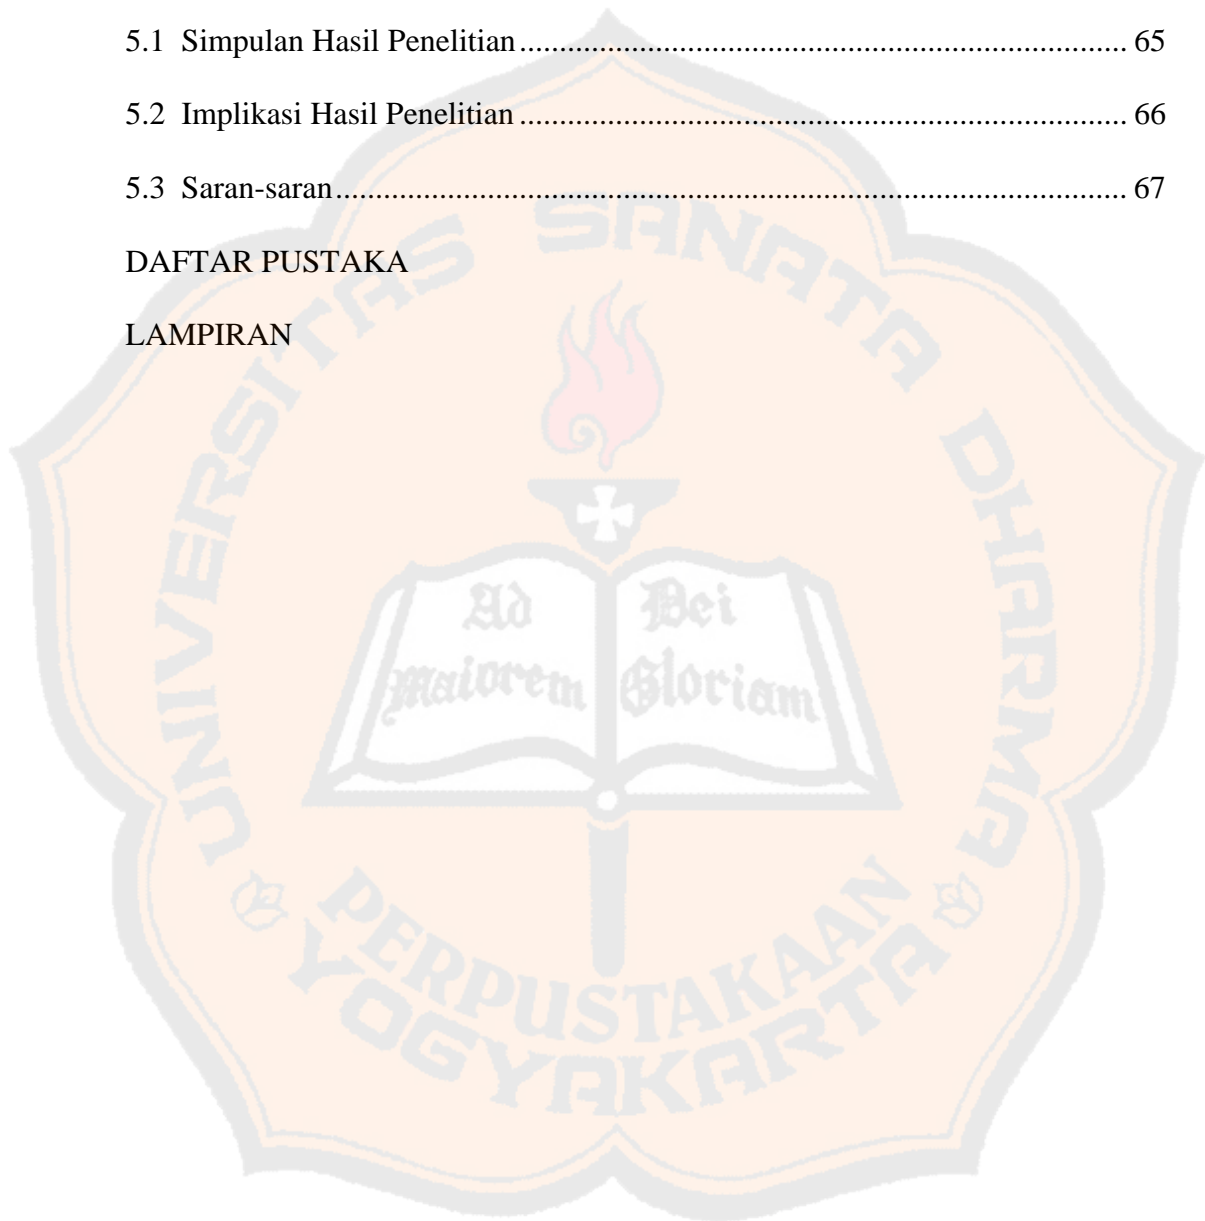 5.1 Simpulan Hasil Penelitian ............................................................................ 65
5.2 Implikasi Hasil Penelitian ............................................................................ 66
5.3 Saran-saran ................................................................................................... 67
DAFTAR PUSTAKA
LAMPIRAN
UNIVERSITAS SANATA DHARMA
Ad Dei
Maiorem Gloriam
PERPUSTAKAAN
YOGYAKARTA